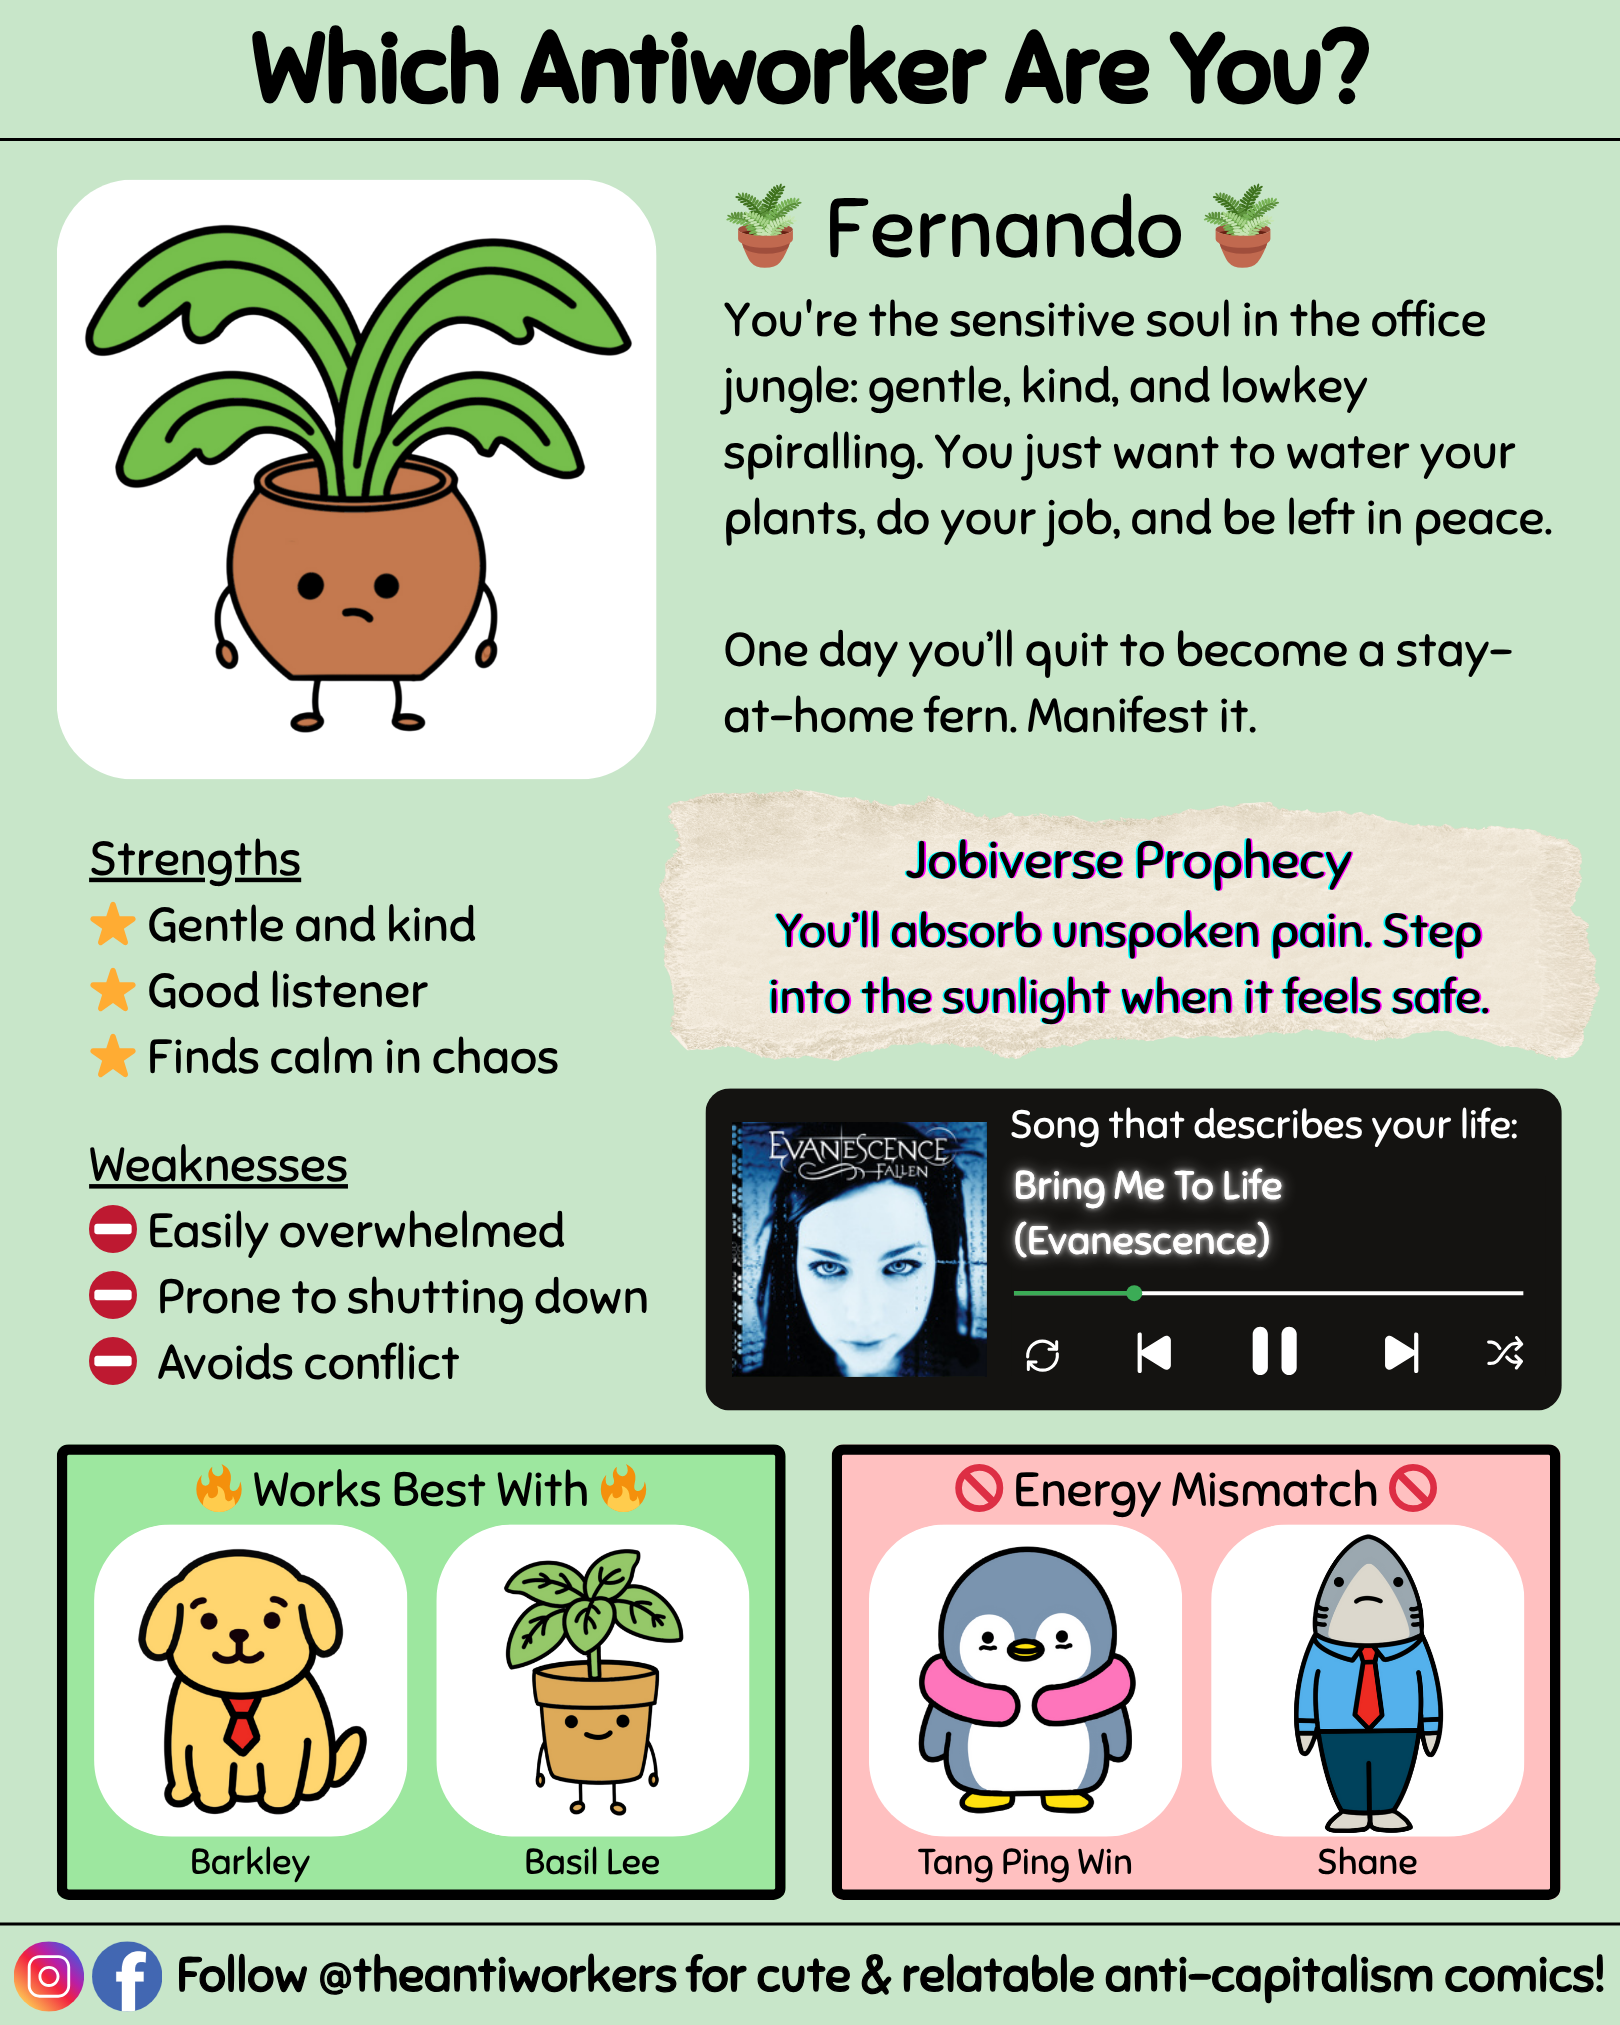 Which Antiworker Are You?
Fernando
You're the sensitive soul in the office
jungle: gentle, kind, and lowkey
spiralling. You just want to water your
plants, do your job, and be left in peace.
One day you’ll quit to become a stay-
at-home fern. Manifest it.
Strengths
Gentle and kind
Good listener
Finds calm in chaos
Weaknesses
Easily overwhelmed
Prone to shutting down
Avoids conflict
Jobiverse Prophecy
You’ll absorb unspoken pain. Step
into the sunlight when it feels safe.
EVANESCENCE
FALLEN
Song that describes your life:
Bring Me To Life
(Evanescence)
Works Best With
Barkley
Basil Lee
Energy Mismatch
Tang Ping Win
Shane
Follow @theantiworkers for cute & relatable anti-capitalism comics!